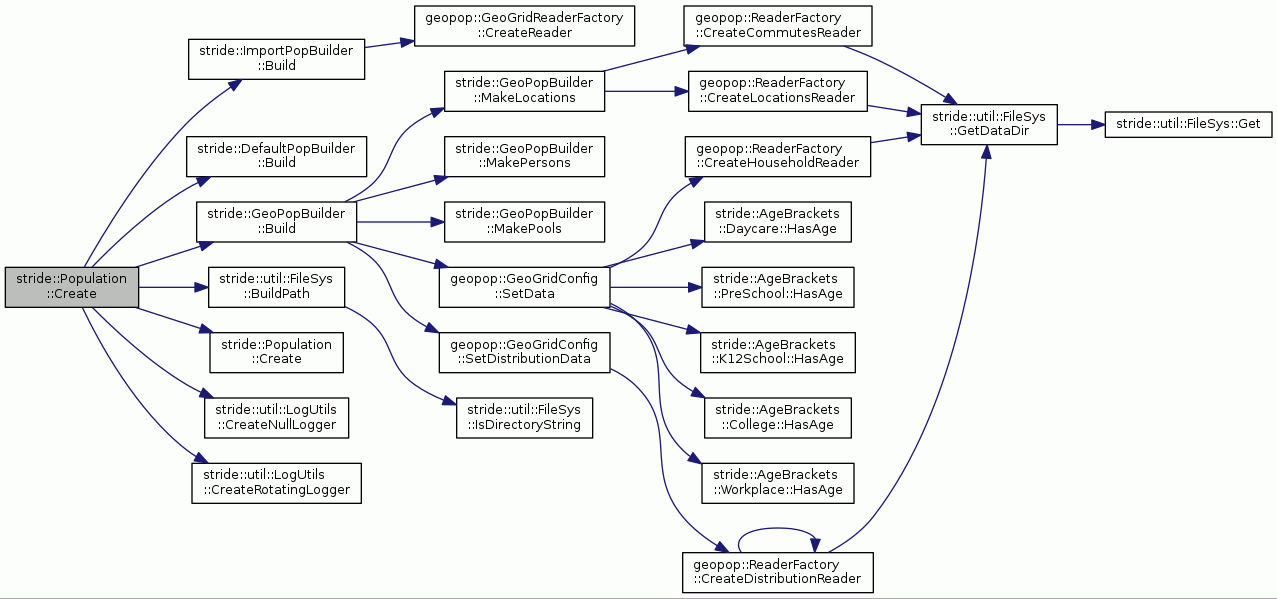 stride::Population
::Create
stride::ImportPopBuilder
::Build
geopop::GeoGridReaderFactory
::CreateReader
stride::DefaultPopBuilder
::Build
stride::GeoPopBuilder
::Build
stride::GeoPopBuilder
::MakeLocations
geopop::ReaderFactory
::CreateCommutesReader
geopop::ReaderFactory
::CreateLocationsReader
stride::util::FileSys
::GetDataDir
stride::util::FileSys::Get
stride::GeoPopBuilder
::MakePersons
stride::GeoPopBuilder
::MakePools
geopop::GeoGridConfig
::SetData
geopop::ReaderFactory
::CreateHouseholdReader
stride::AgeBrackets
::Daycare::HasAge
stride::AgeBrackets
::PreSchool::HasAge
stride::AgeBrackets
::K12School::HasAge
stride::AgeBrackets
::College::HasAge
stride::AgeBrackets
::Workplace::HasAge
geopop::GeoGridConfig
::SetDistributionData
geopop::ReaderFactory
::CreateDistributionReader
stride::util::FileSys
::BuildPath
stride::util::FileSys
::IsDirectoryString
stride::Population
::Create
stride::util::LogUtils
::CreateNullLogger
stride::util::LogUtils
::CreateRotatingLogger